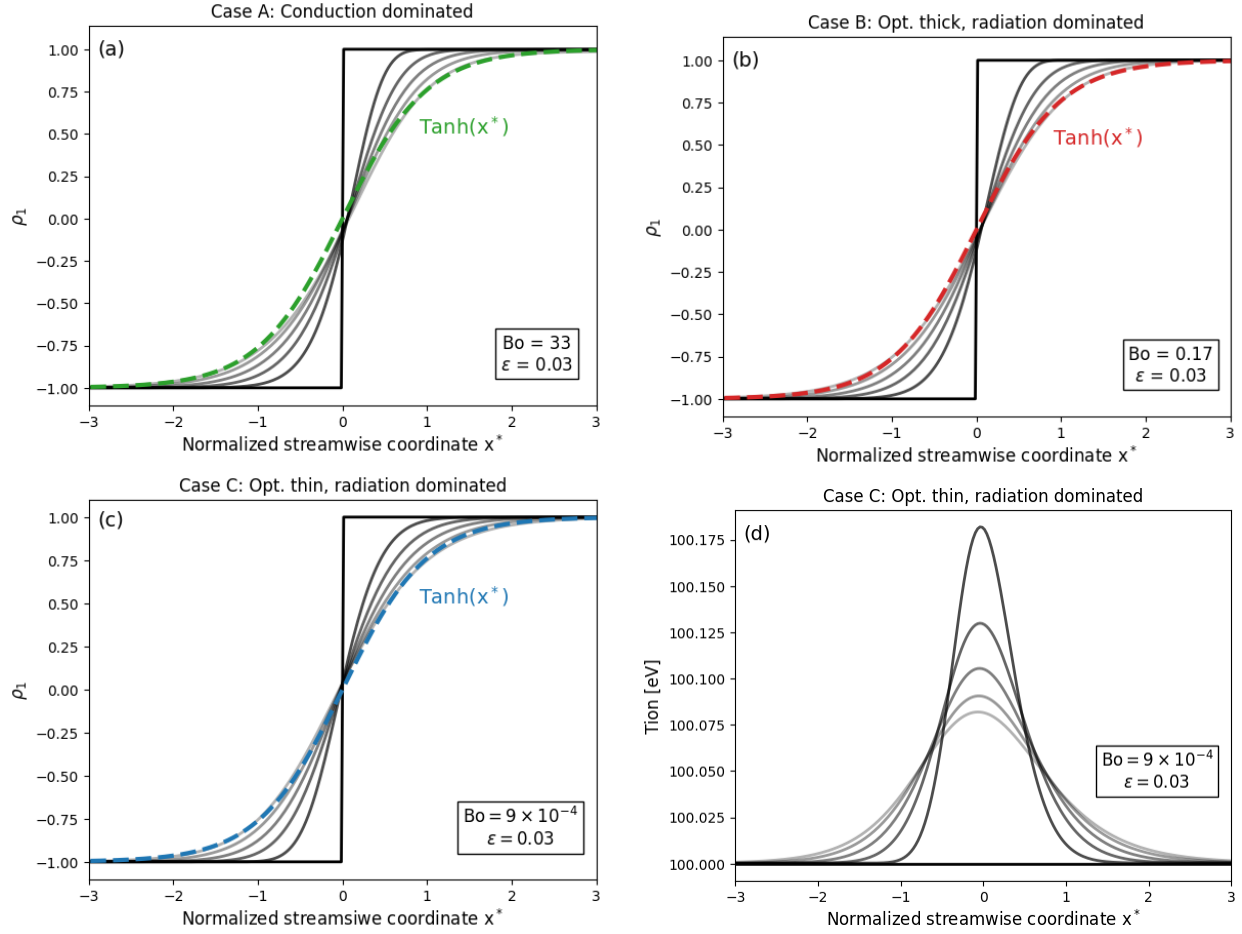 Case A: Conduction dominated
(a)
1.00
0.75
0.50
0.25
0.00
−0.25
−0.50
−0.75
−1.00
ρ₁
Tanh(x*)
Bo = 33
ε = 0.03
−3 −2 −1 0 1 2 3
Normalized streamwise coordinate x*
Case B: Opt. thick, radiation dominated
(b)
1.00
0.75
0.50
0.25
0.00
−0.25
−0.50
−0.75
−1.00
ρ₁
Tanh(x*)
Bo = 0.17
ε = 0.03
−3 −2 −1 0 1 2 3
Normalized streamwise coordinate x*
Case C: Opt. thin, radiation dominated
(c)
1.00
0.75
0.50
0.25
0.00
−0.25
−0.50
−0.75
−1.00
ρ₁
Tanh(x*)
Bo = 9 × 10⁻⁴
ε = 0.03
−3 −2 −1 0 1 2 3
Normalized streamsiwe coordinate x*
Case C: Opt. thin, radiation dominated
(d)
100.175
100.150
100.125
100.100
100.075
100.050
100.025
100.000
Tion [eV]
Bo = 9 × 10⁻⁴
ε = 0.03
−3 −2 −1 0 1 2 3
Normalized streamwise coordinate x*